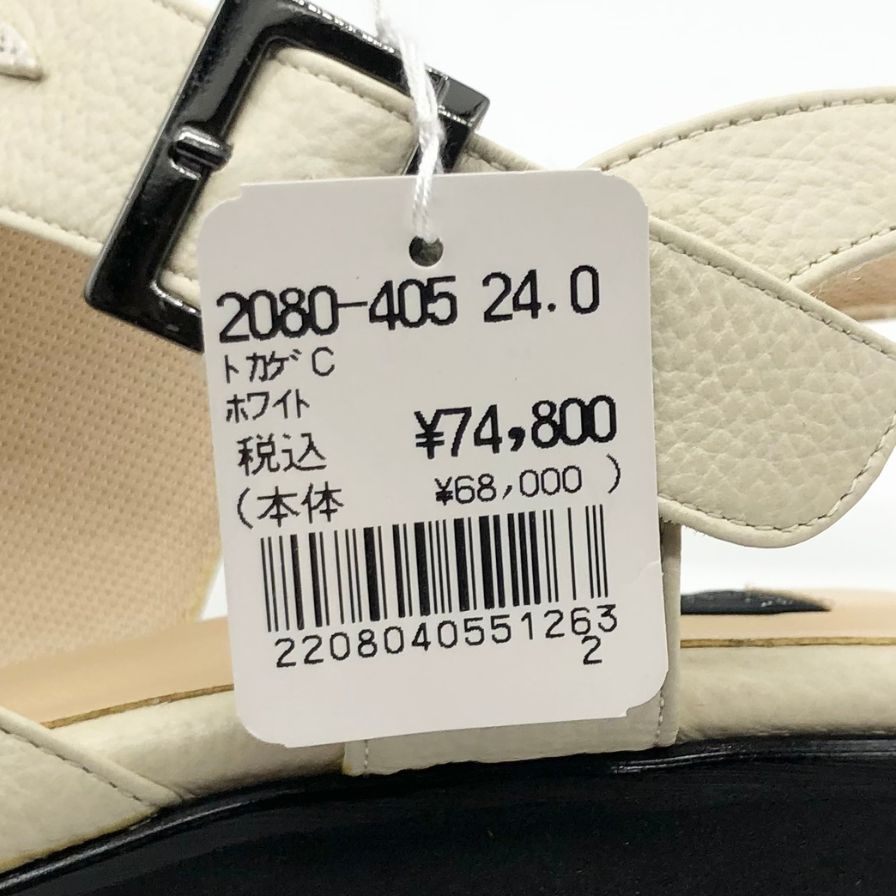 2080-405 24.0
トカゲC
ホワイト
税込 ¥74,800
(本体 ¥68,000 )
2208040551263
2